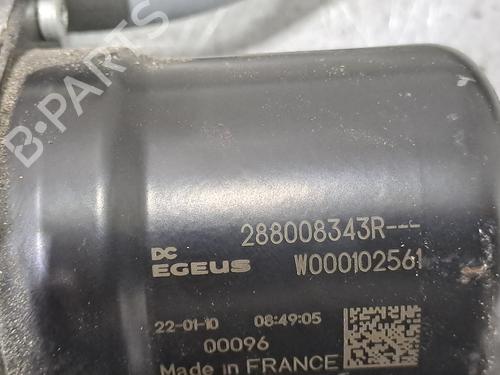 B-PARTS
288008343R---
DC
EGEUS W000102561
22-01-10 08:49:05
00096
Made in FRANCE